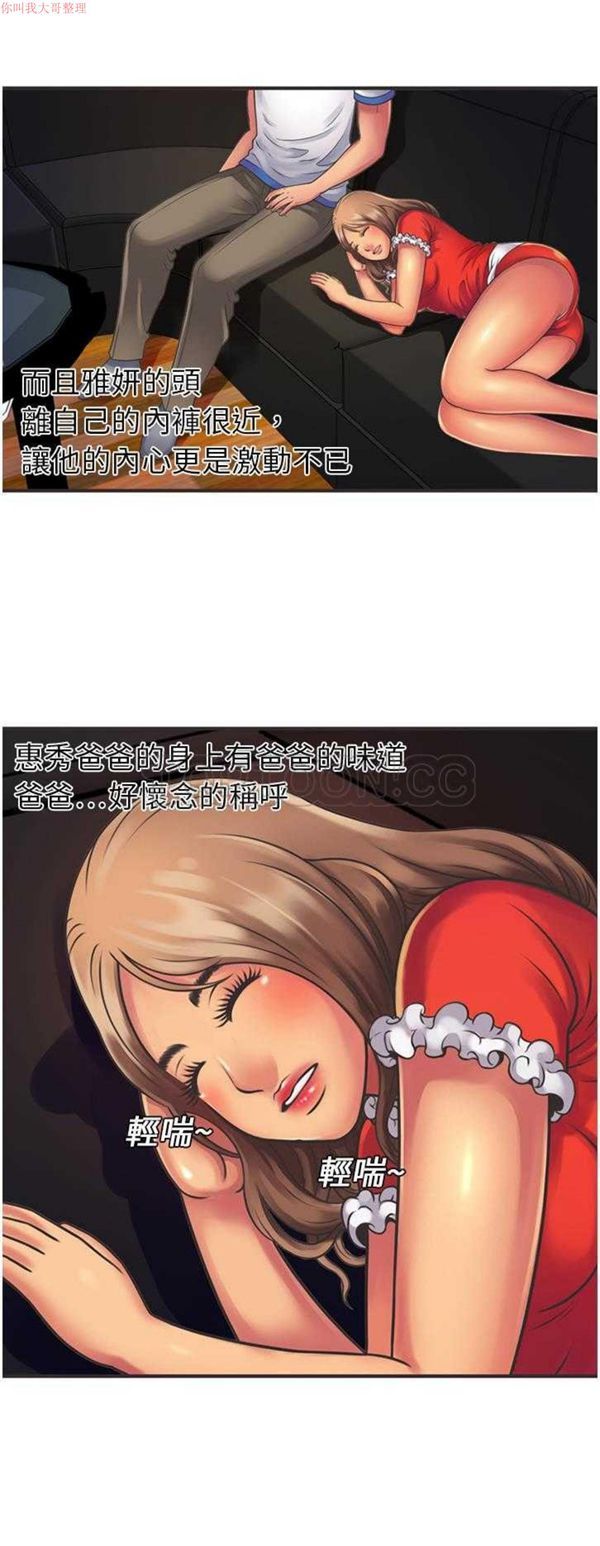 你叫我大哥整理
而且雅妍的頭
離自己的內褲很近，
讓他的內心更是激動不已
惠秀爸爸的身上有爸爸的味道
爸爸...好懷念的稱呼
輕喘~
輕喘~